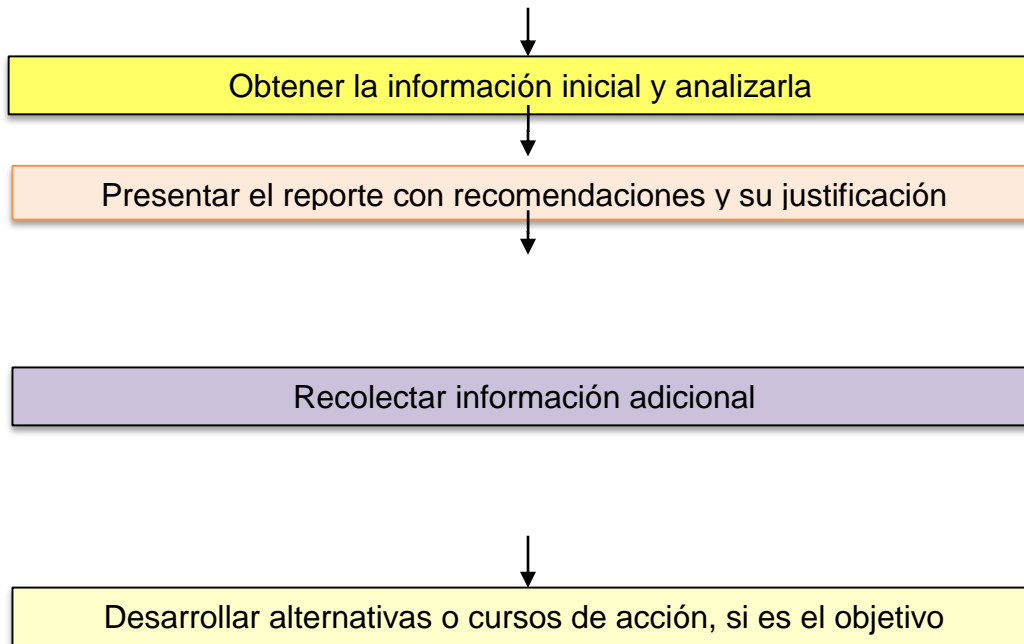 Obtener la información inicial y analizarla
Presentar el reporte con recomendaciones y su justificación
Recolectar información adicional
Desarrollar alternativas o cursos de acción, si es el objetivo